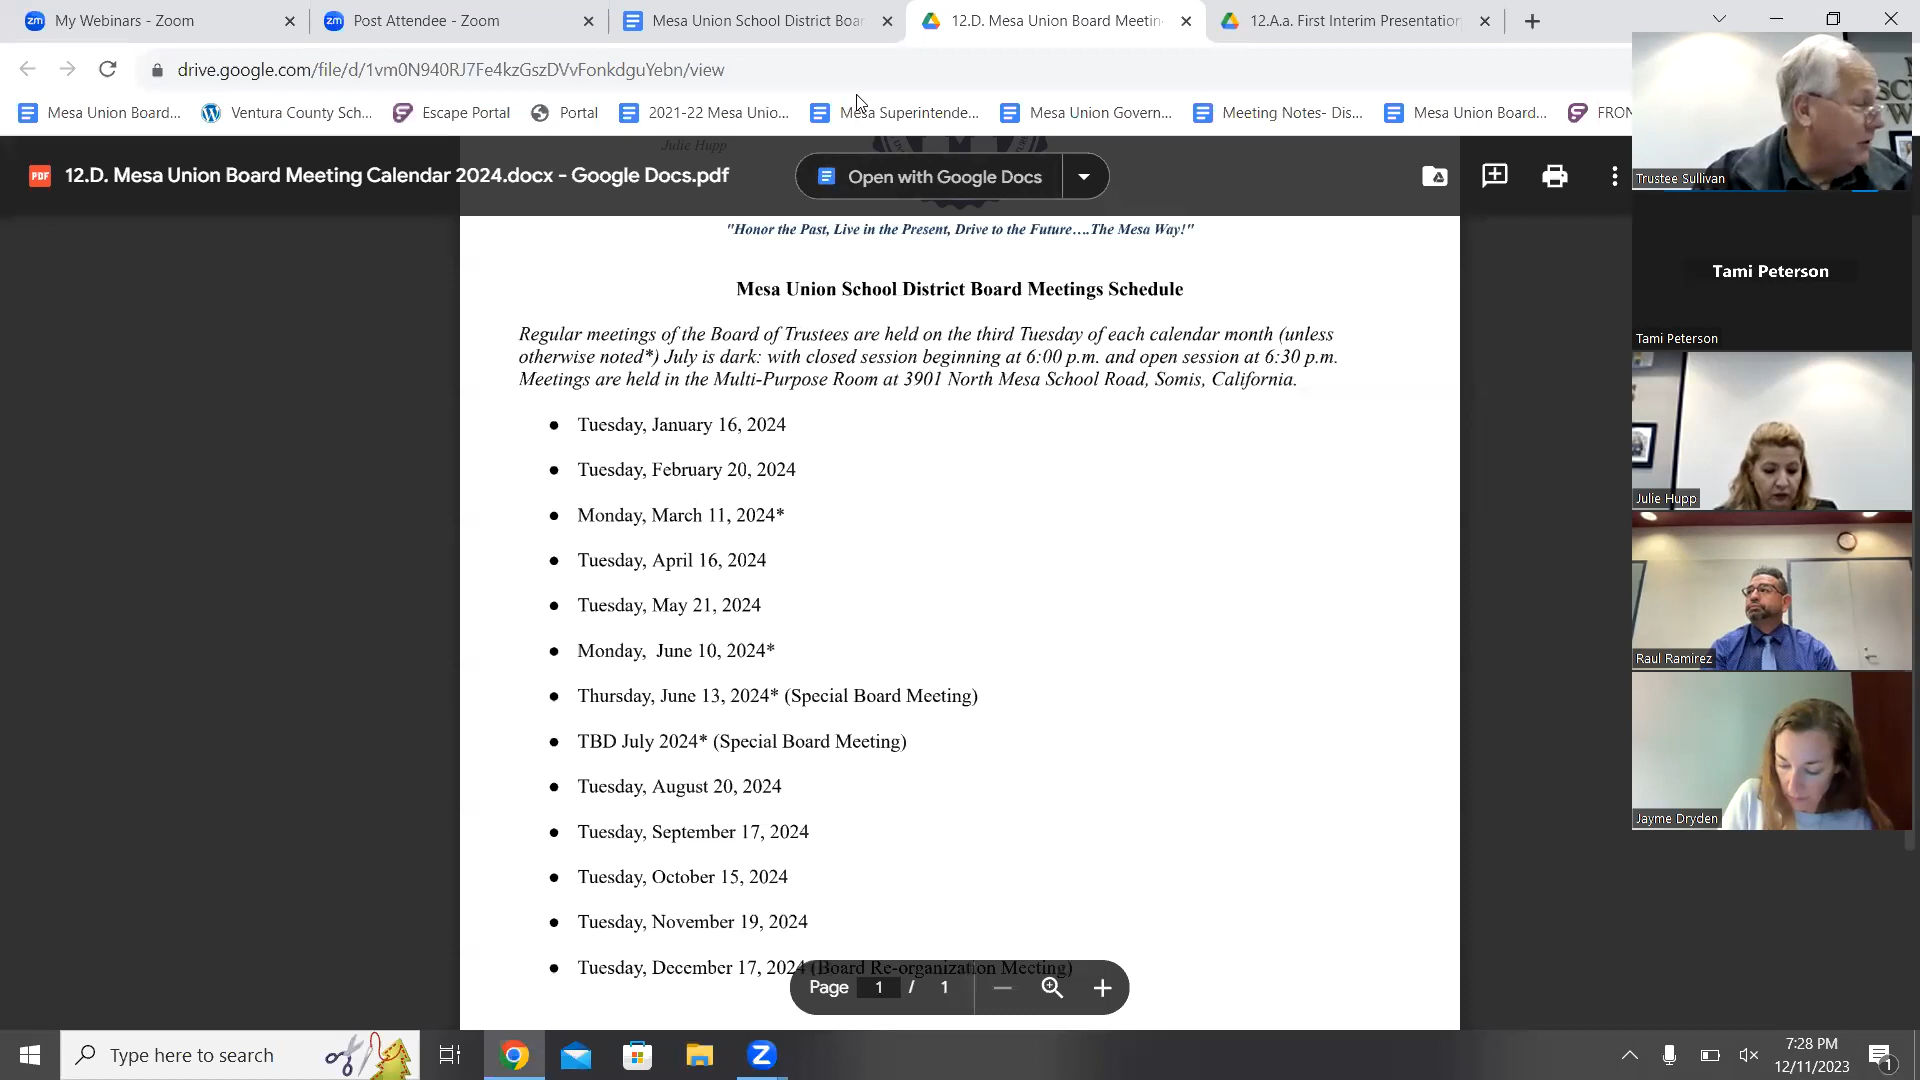 My Webinars - Zoom
Post Attendee - Zoom
Mesa Union School District Boar
12.D. Mesa Union Board Meetin
12.A.a. First Interim Presentation
drive.google.com/file/d/1vm0N940RJ7Fe4kzGszDVvFonkdguYebn/view
Mesa Union Board...
Ventura County Sch...
Escape Portal
Portal
2021-22 Mesa Unio...
Mesa Superintende...
Mesa Union Govern...
Meeting Notes- Dis...
Mesa Union Board...
FRON
Julie Hupp
PDF
12.D. Mesa Union Board Meeting Calendar 2024.docx - Google Docs.pdf
Open with Google Docs
"Honor the Past, Live in the Present, Drive to the Future….The Mesa Way!"
Mesa Union School District Board Meetings Schedule
Regular meetings of the Board of Trustees are held on the third Tuesday of each calendar month (unless
otherwise noted*) July is dark: with closed session beginning at 6:00 p.m. and open session at 6:30 p.m.
Meetings are held in the Multi-Purpose Room at 3901 North Mesa School Road, Somis, California.
● Tuesday, January 16, 2024
● Tuesday, February 20, 2024
● Monday, March 11, 2024*
● Tuesday, April 16, 2024
● Tuesday, May 21, 2024
● Monday,  June 10, 2024*
● Thursday, June 13, 2024* (Special Board Meeting)
● TBD July 2024* (Special Board Meeting)
● Tuesday, August 20, 2024
● Tuesday, September 17, 2024
● Tuesday, October 15, 2024
● Tuesday, November 19, 2024
● Tuesday, December 17, 2024 (Board Re-organization Meeting)
Page 1 / 1
Trustee Sullivan
Tami Peterson
Tami Peterson
Julie Hupp
Raul Ramirez
Jayme Dryden
Type here to search
7:28 PM
12/11/2023
1